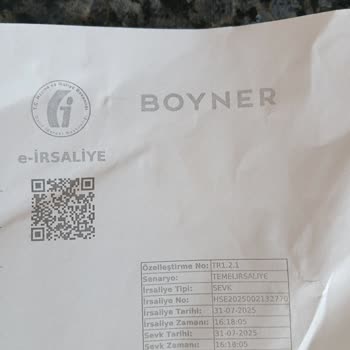 BOYNER
e-İRSALİYE
Özelleştirme No: TR1.2.1
Senaryo: TEMELIRSALIYE
İrsaliye Tipi: SEVK
İrsaliye No: HSE2025002132770
İrsaliye Tarihi: 31-07-2025
İrsaliye Zamanı: 16:18:05
Sevk Tarihi: 31-07-2025
Sevk Zamanı: 16:18:05